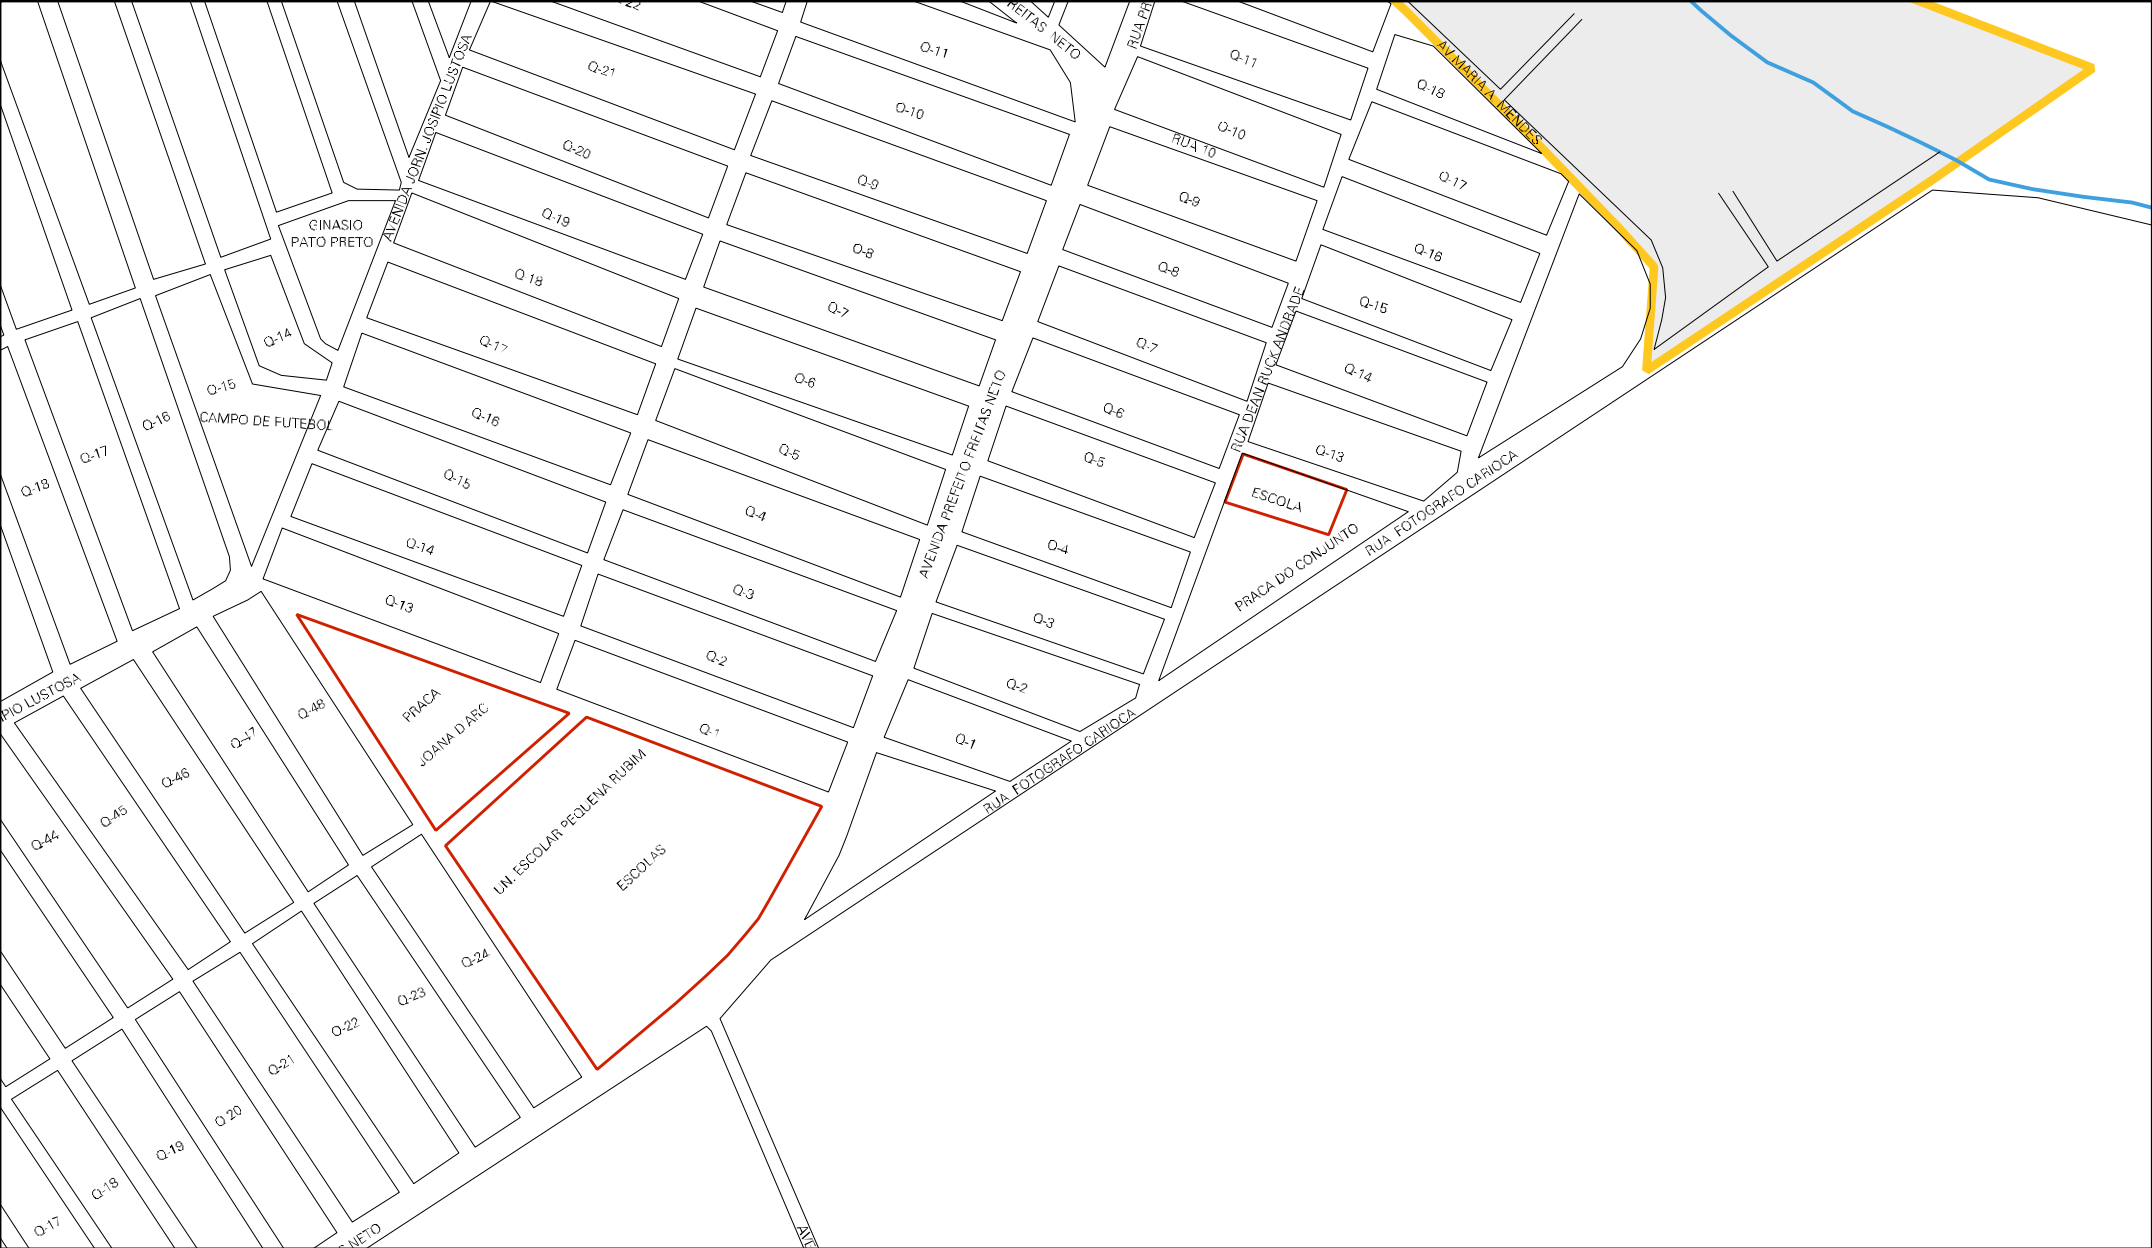 Q-11
FREITAS NETO
Q-11
AV.MARIA A. MENDES
Q-18
Q-21
AVENIDA JORN. JOSIPIO LUSTOSA
Q-10
Q-10
RUA 10
Q-20
Q-9
Q-9
Q-17
Q-19
GINASIO
PATO PRETO
Q-8
Q-8
Q-16
Q 18
Q-7
Q-15
Q-14
Q-17
Q-7
Q-14
RUA DEAN RUCK ANDRADE
Q-15
Q-6
Q-6
Q-16
CAMPO DE FUTEBOL
Q-16
Q-17
Q-5
Q-5
Q-13
AVENIDA PREFEITO FREITAS NETO
Q-15
Q-18
ESCOLA
Q-4
RUA FOTOGRAFO CARIOCA
Q-14
Q-4
PRACA DO CONJUNTO
Q-3
Q-13
Q-3
Q-2
Q-2
PIO LUSTOSA
Q-48
PRACA
JOANA D ARC
Q-1
Q-1
Q-47
RUA FOTOGRAFO CARIOCA
Q-46
UN. ESCOLAR PEQUENA RUBIM
Q-45
Q-44
ESCOLAS
Q-24
Q-23
Q-22
Q-21
Q 20
Q-19
Q-18
Q-17
NETO
AVE